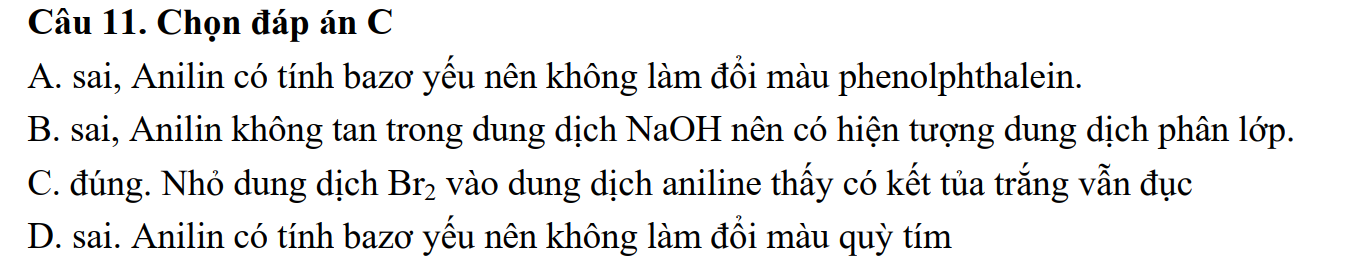 Câu 11. Chọn đáp án C
A. sai, Anilin có tính bazơ yếu nên không làm đổi màu phenolphthalein.
B. sai, Anilin không tan trong dung dịch NaOH nên có hiện tượng dung dịch phân lớp.
C. đúng. Nhỏ dung dịch Br₂ vào dung dịch aniline thấy có kết tủa trắng vẫn đục
D. sai. Anilin có tính bazơ yếu nên không làm đổi màu quỳ tím